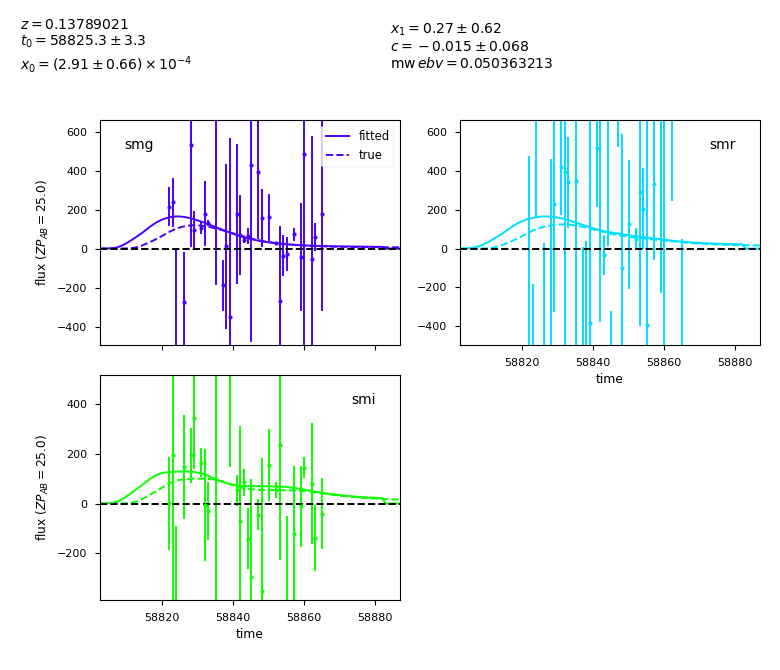 z = 0.13789021
t₀ = 58825.3 ± 3.3
x₀ = (2.91 ± 0.66) × 10⁻⁴
x₁ = 0.27 ± 0.62
c = −0.015 ± 0.068
mw ebv = 0.050363213
600
400
200
0
−200
−400
flux (ZP_AB = 25.0)
smg
fitted
true
600
400
200
0
−200
−400
smr
58820 58840 58860 58880
time
400
200
0
−200
flux (ZP_AB = 25.0)
smi
58820 58840 58860 58880
time